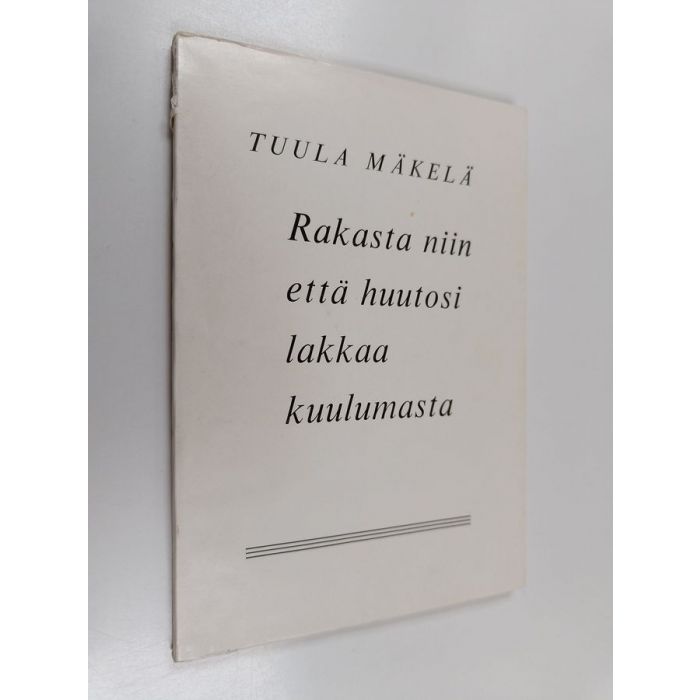 TUULA MÄKELÄ
Rakasta niin
että huutosi
lakkaa
kuulumasta